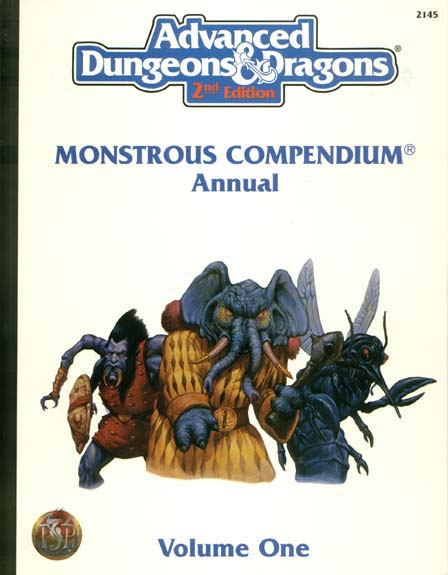 2145
Advanced
Dungeons & Dragons®
2nd Edition
MONSTROUS COMPENDIUM®
Annual
TSR
Volume One